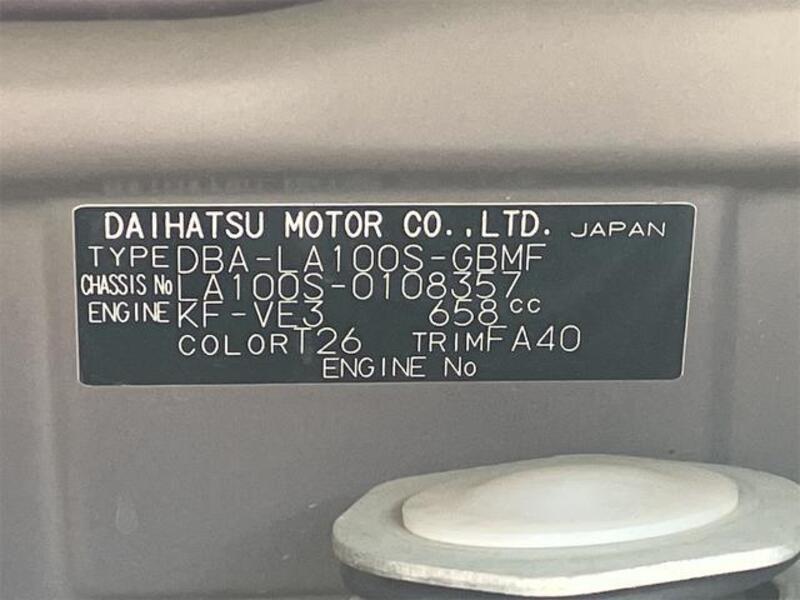 DAIHATSU MOTOR CO.,LTD. JAPAN
TYPE DBA-LA100S-GBMF
CHASSIS No LA100S-0108357
ENGINE KF-VE3 658 cc
COLOR T26 TRIM FA40
ENGINE No